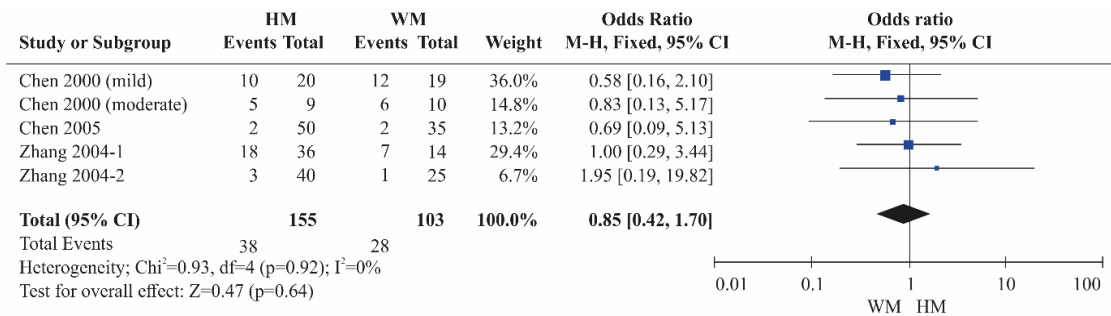 HM WM Odds Ratio Odds ratio
Study or Subgroup Events Total Events Total Weight M-H, Fixed, 95% CI M-H, Fixed, 95% CI
Chen 2000 (mild) 10 20 12 19 36.0% 0.58 [0.16, 2.10]
Chen 2000 (moderate) 5 9 6 10 14.8% 0.83 [0.13, 5.17]
Chen 2005 2 50 2 35 13.2% 0.69 [0.09, 5.13]
Zhang 2004-1 18 36 7 14 29.4% 1.00 [0.29, 3.44]
Zhang 2004-2 3 40 1 25 6.7% 1.95 [0.19, 19.82]
Total (95% CI) 155 103 100.0% 0.85 [0.42, 1.70]
Total Events 38 28
Heterogeneity; Chi²=0.93, df=4 (p=0.92); I²=0%
Test for overall effect: Z=0.47 (p=0.64)
0.01 0.1 1 10 100
WM HM